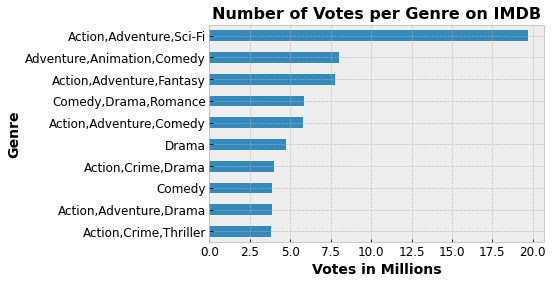 Number of Votes per Genre on IMDB
Genre
Action,Adventure,Sci-Fi
Adventure,Animation,Comedy
Action,Adventure,Fantasy
Comedy,Drama,Romance
Action,Adventure,Comedy
Drama
Action,Crime,Drama
Comedy
Action,Adventure,Drama
Action,Crime,Thriller
0.0 2.5 5.0 7.5 10.0 12.5 15.0 17.5 20.0
Votes in Millions